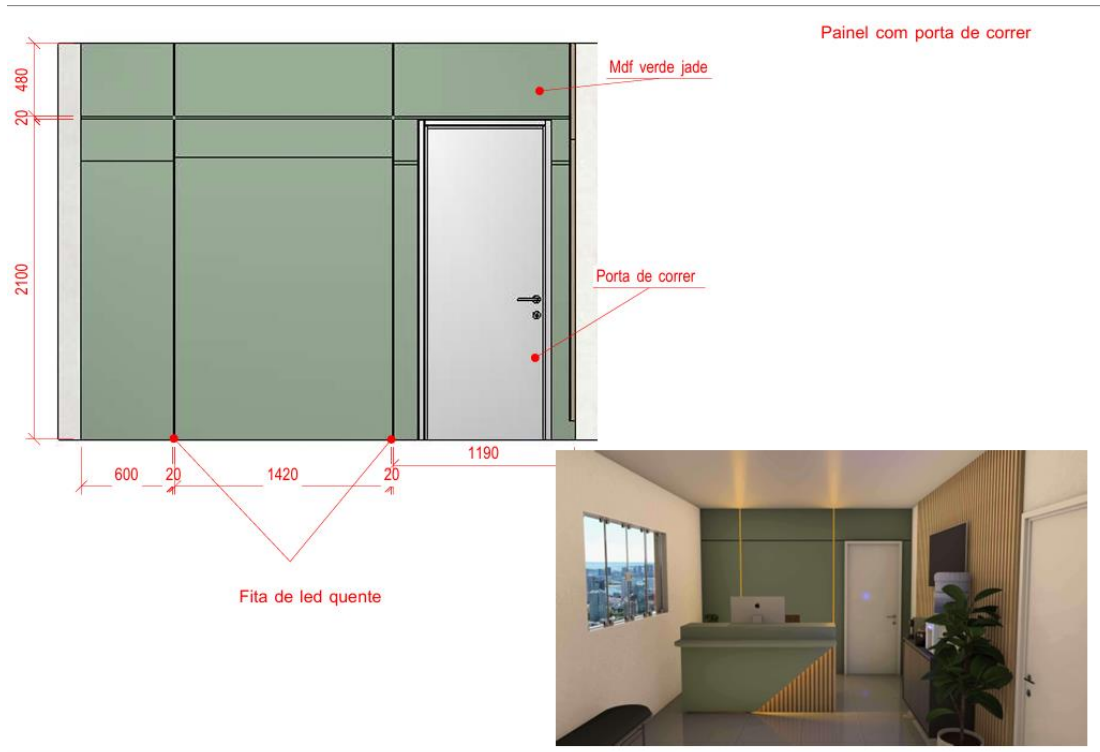 Painel com porta de correr
Mdf verde jade
480
20
2100
Porta de correr
1190
600
20
1420
20
Fita de led quente